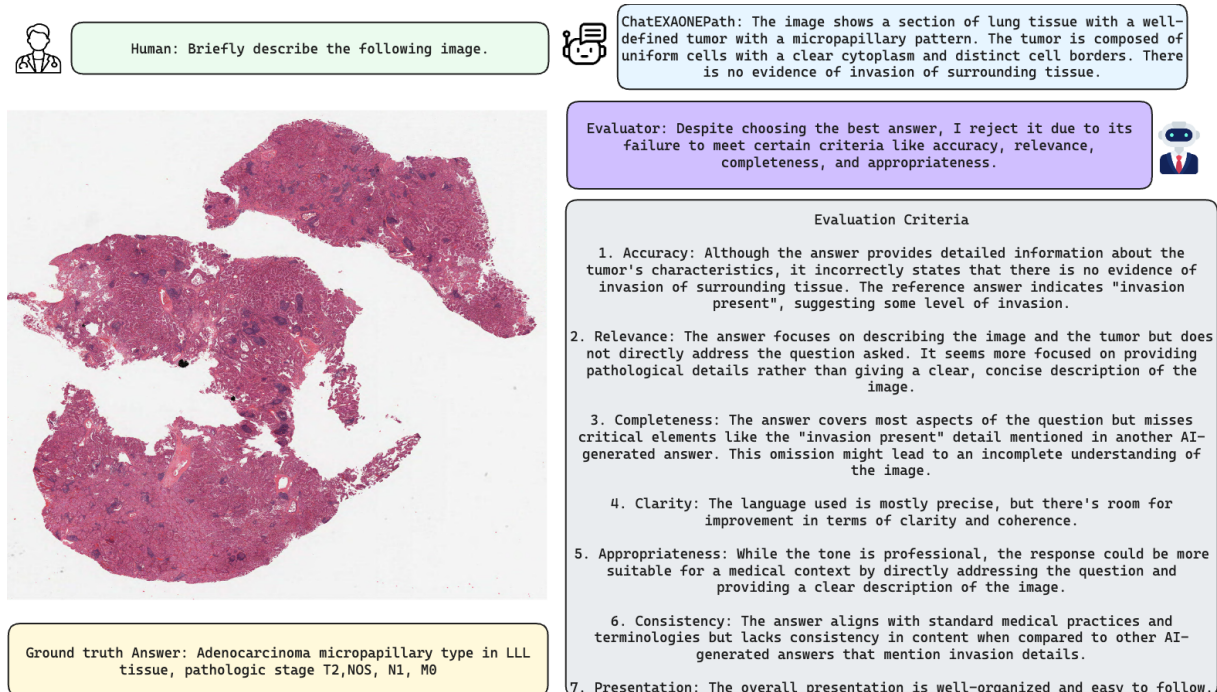 Human: Briefly describe the following image.
ChatEXAONEPath: The image shows a section of lung tissue with a well-
defined tumor with a micropapillary pattern. The tumor is composed of
uniform cells with a clear cytoplasm and distinct cell borders. There
is no evidence of invasion of surrounding tissue.
Evaluator: Despite choosing the best answer, I reject it due to its
failure to meet certain criteria like accuracy, relevance,
completeness, and appropriateness.
Evaluation Criteria
1. Accuracy: Although the answer provides detailed information about the
tumor's characteristics, it incorrectly states that there is no evidence of
invasion of surrounding tissue. The reference answer indicates "invasion
present", suggesting some level of invasion.
2. Relevance: The answer focuses on describing the image and the tumor but does
not directly address the question asked. It seems more focused on providing
pathological details rather than giving a clear, concise description of the
image.
3. Completeness: The answer covers most aspects of the question but misses
critical elements like the "invasion present" detail mentioned in another AI-
generated answer. This omission might lead to an incomplete understanding of
the image.
4. Clarity: The language used is mostly precise, but there's room for
improvement in terms of clarity and coherence.
5. Appropriateness: While the tone is professional, the response could be more
suitable for a medical context by directly addressing the question and
providing a clear description of the image.
6. Consistency: The answer aligns with standard medical practices and
terminologies but lacks consistency in content when compared to other AI-
generated answers that mention invasion details.
7. Presentation: The overall presentation is well-organized and easy to follow.
Ground truth Answer: Adenocarcinoma micropapillary type in LLL
tissue, pathologic stage T2,NOS, N1, M0